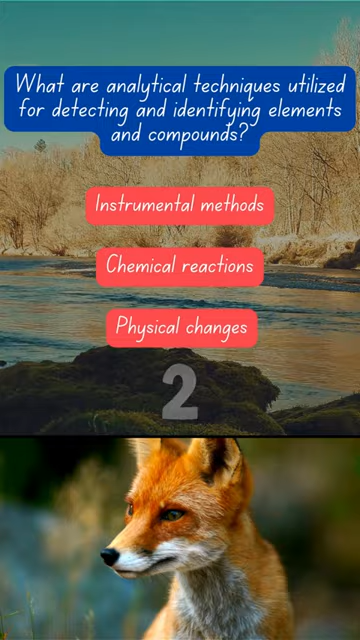 What are analytical techniques utilized
for detecting and identifying elements
and compounds?
Instrumental methods
Chemical reactions
Physical changes
2